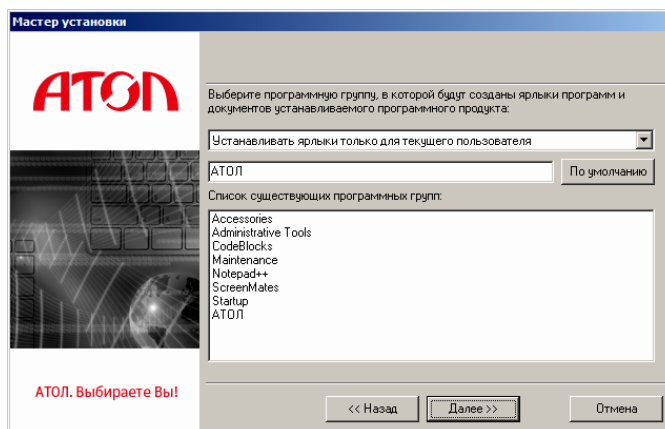 Мастер установки
АТОЛ
Выберите программную группу, в которой будут созданы ярлыки программ и
документов устанавливаемого программного продукта:
Устанавливать ярлыки только для текущего пользователя
АТОЛ
По умолчанию
Список существующих программных групп:
Accessories
Administrative Tools
CodeBlocks
Maintenance
Notepad++
ScreenMates
Startup
АТОЛ
АТОЛ. Выбираете Вы!
<< Назад
Далее >>
Отмена